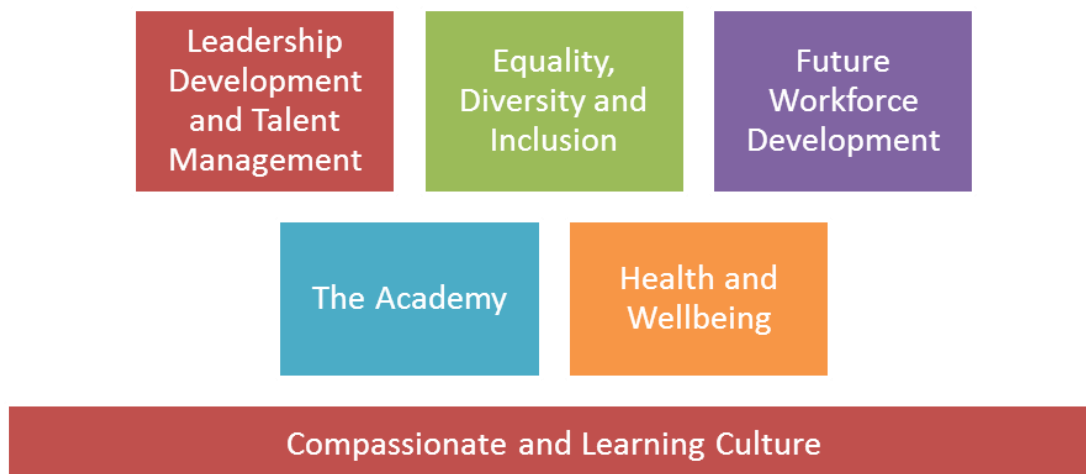 Leadership
Development
and Talent
Management
Equality,
Diversity and
Inclusion
Future
Workforce
Development
The Academy
Health and
Wellbeing
Compassionate and Learning Culture